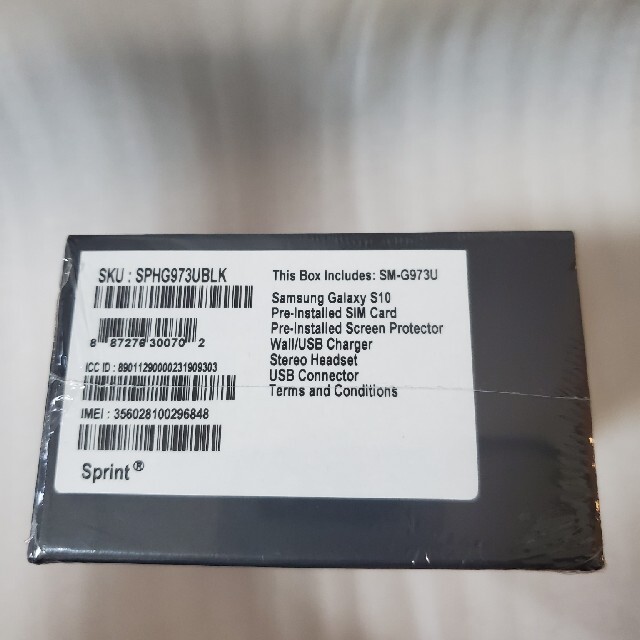 SKU : SPHG973UBLK
8 87276 30070 2
ICC ID : 89011290000231909303
IMEI : 356028100296848
Sprint®
This Box Includes: SM-G973U
Samsung Galaxy S10
Pre-Installed SIM Card
Pre-Installed Screen Protector
Wall/USB Charger
Stereo Headset
USB Connector
Terms and Conditions